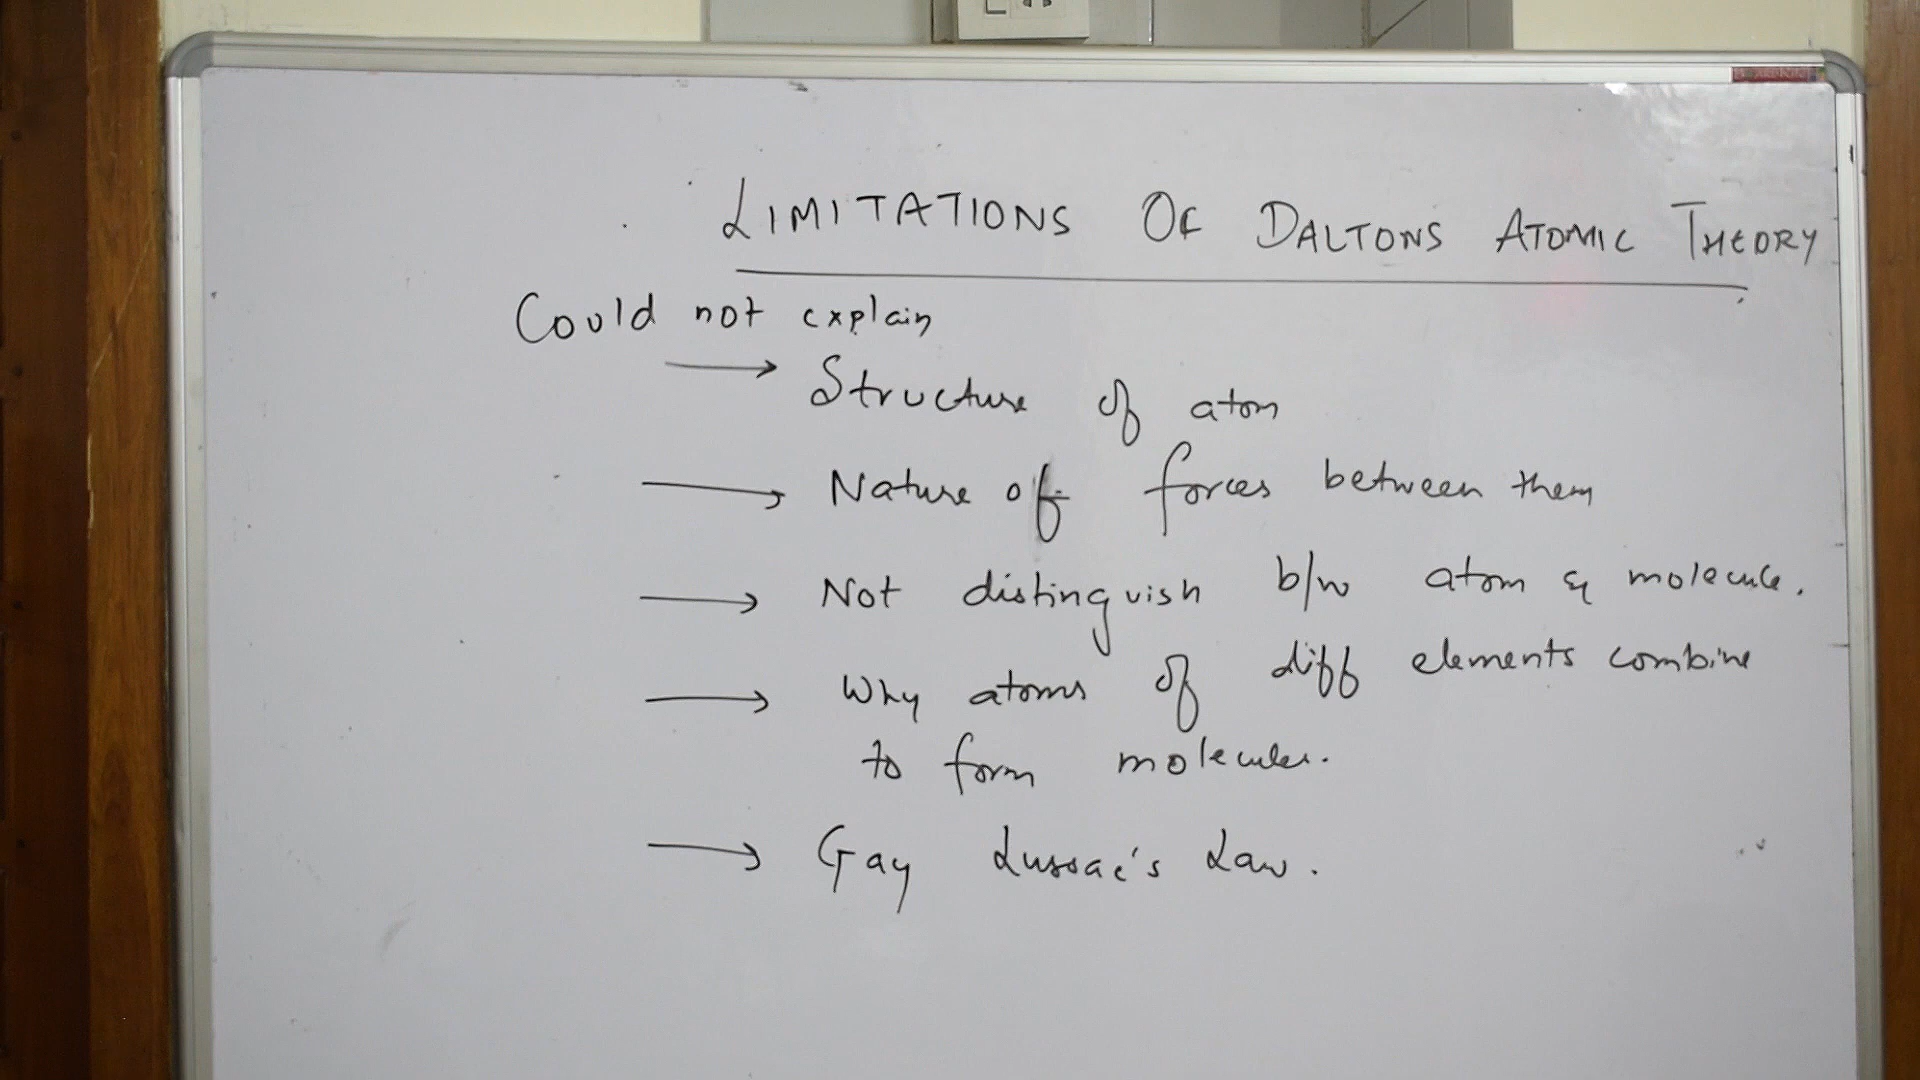 LIMITATIONS OF DALTONS ATOMIC THEORY
Could not explain
→ Structure of atom
→ Nature of forces between them
→ Not distinguish b/w atom & molecule.
→ Why atoms of diff elements combine
to form molecules.
→ Gay Lussac's Law.